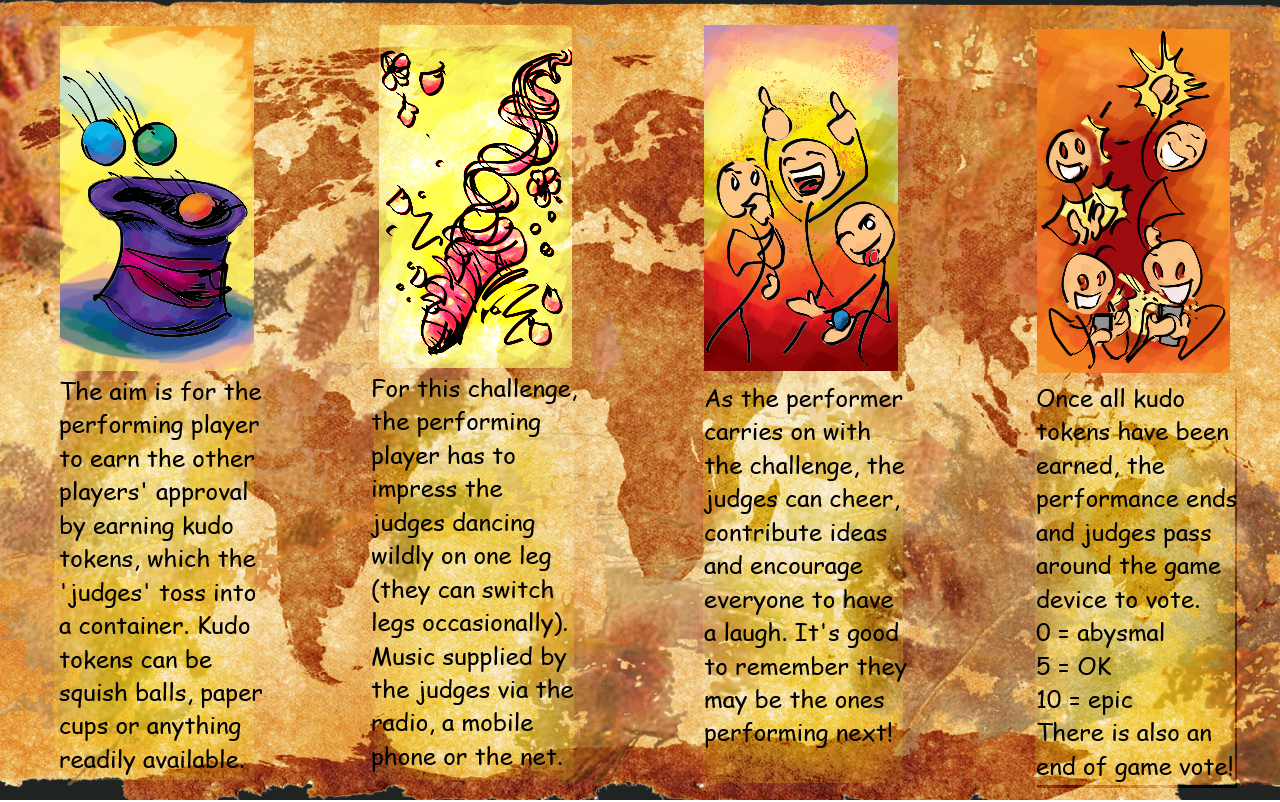 The aim is for the
performing player
to earn the other
players' approval
by earning kudo
tokens, which the
'judges' toss into
a container. Kudo
tokens can be
squish balls, paper
cups or anything
readily available.
For this challenge,
the performing
player has to
impress the
judges dancing
wildly on one leg
(they can switch
legs occasionally).
Music supplied by
the judges via the
radio, a mobile
phone or the net.
As the performer
carries on with
the challenge, the
judges can cheer,
contribute ideas
and encourage
everyone to have
a laugh. It's good
to remember they
may be the ones
performing next!
Once all kudo
tokens have been
earned, the
performance ends
and judges pass
around the game
device to vote.
0 = abysmal
5 = OK
10 = epic
There is also an
end of game vote!